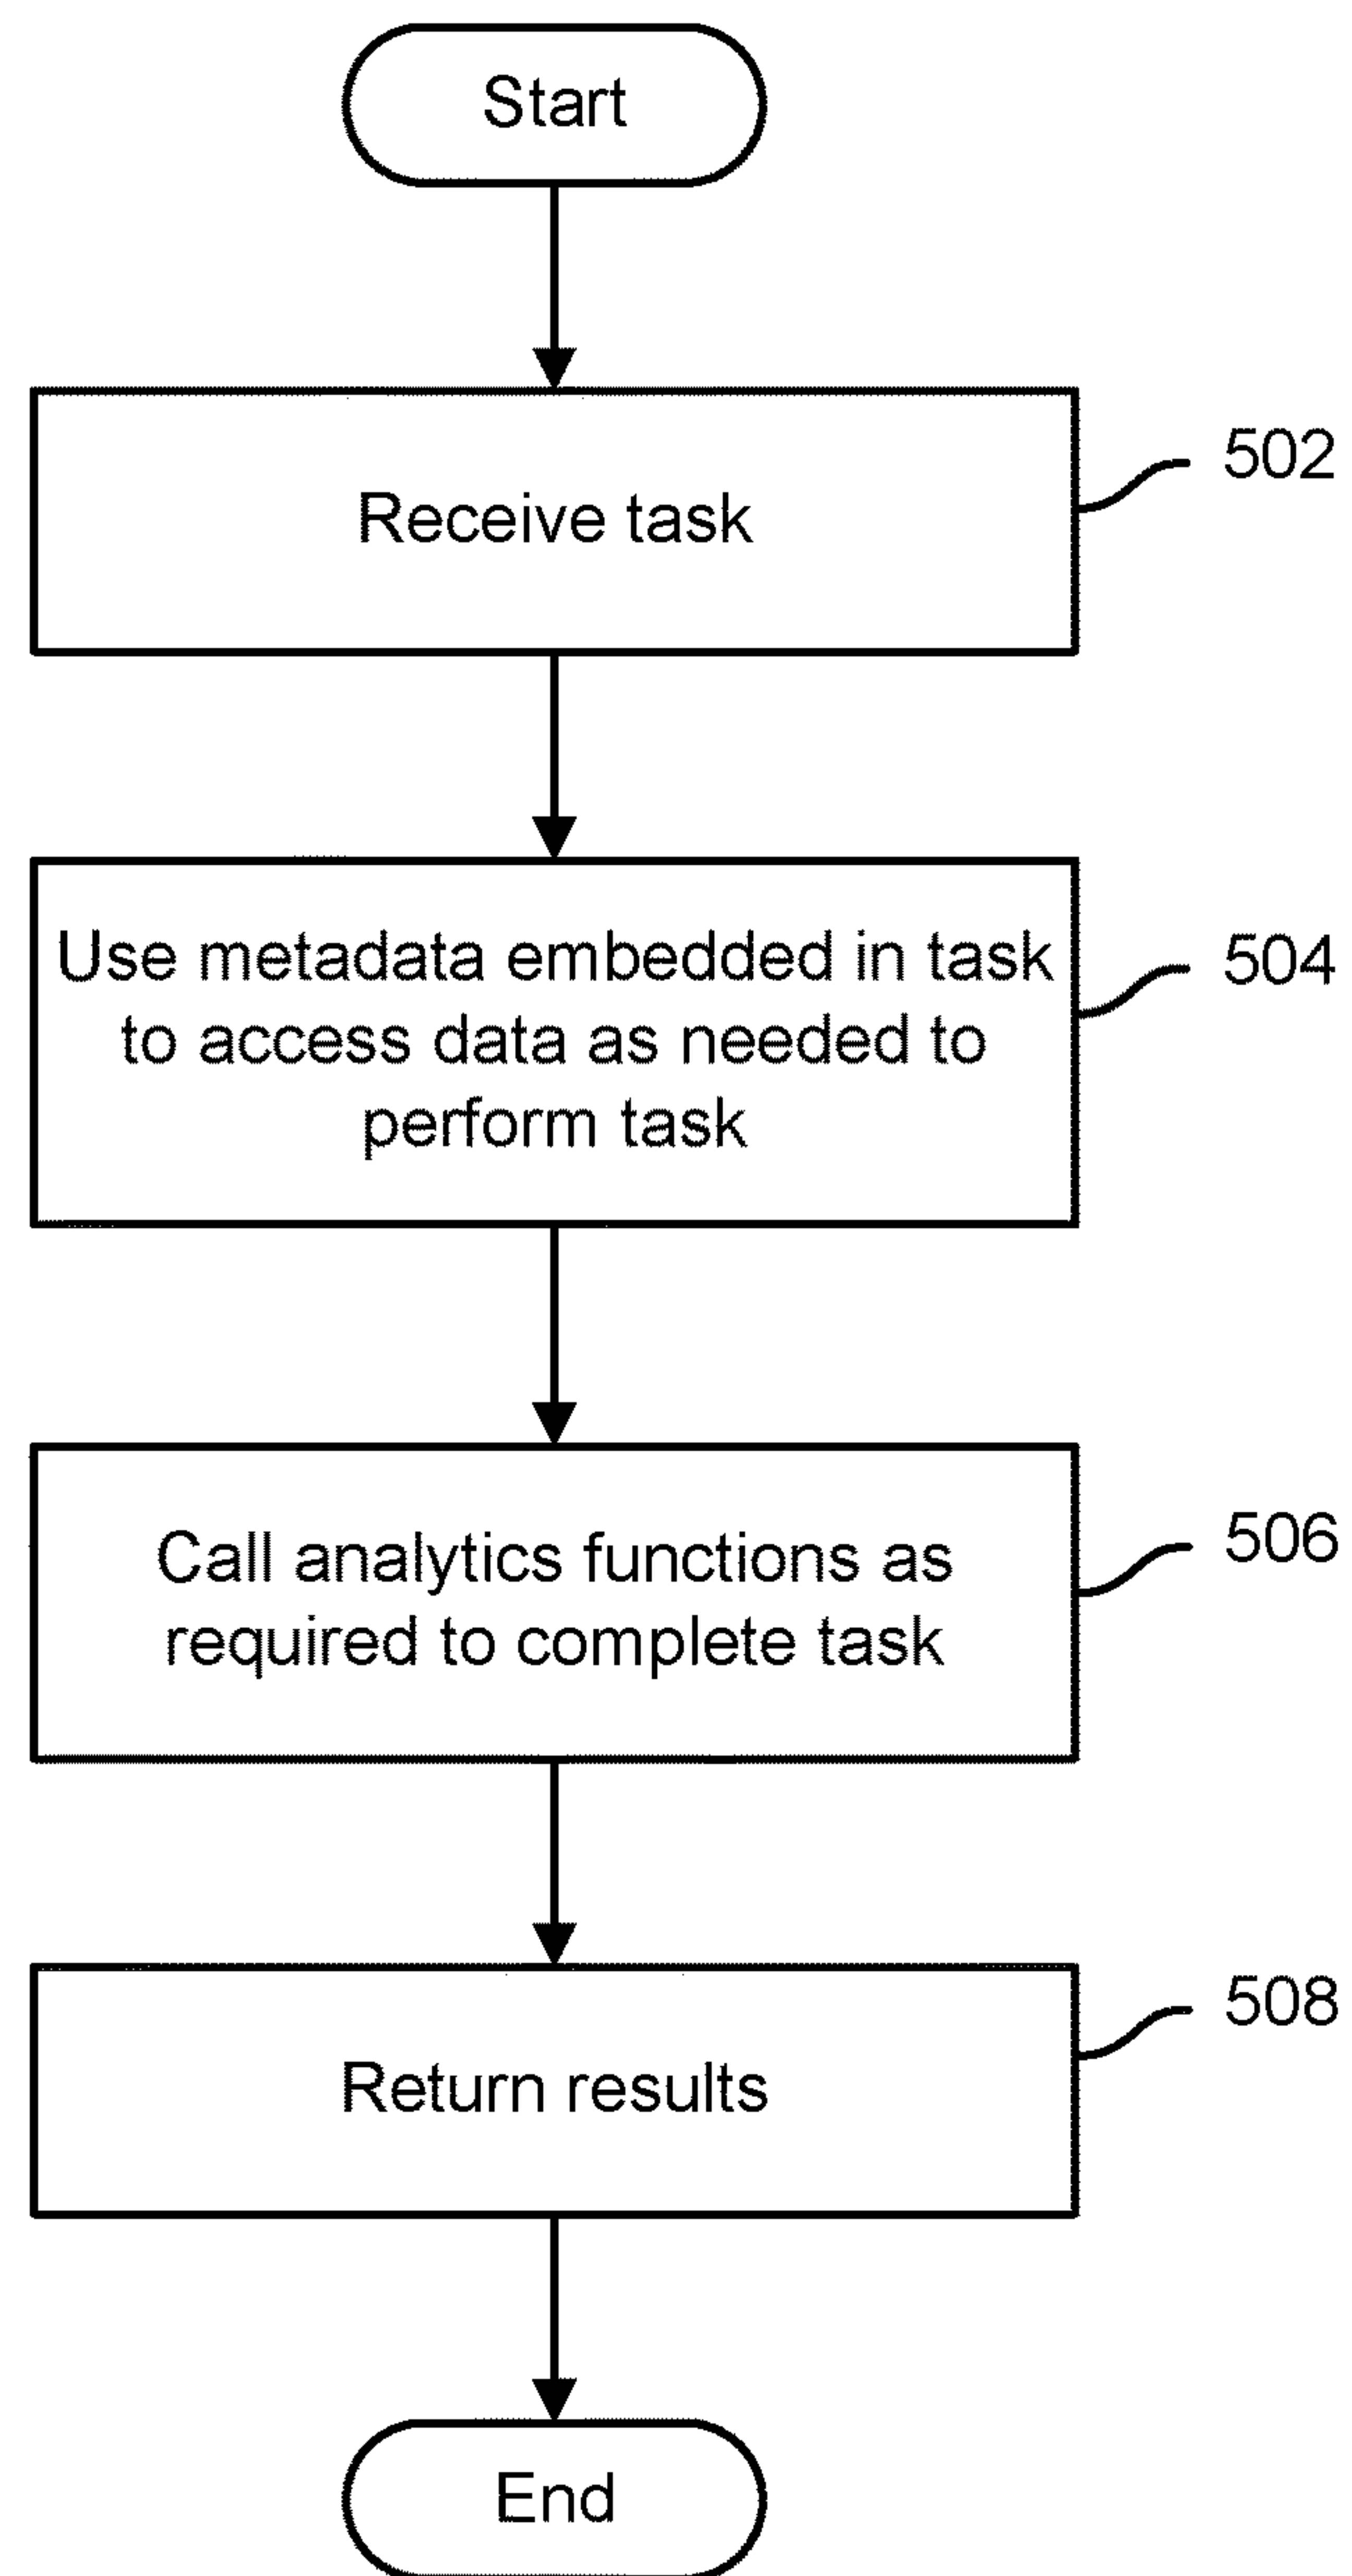 Start
Receive task
502
Use metadata embedded in task
to access data as needed to
perform task
504
Call analytics functions as
required to complete task
506
Return results
508
End